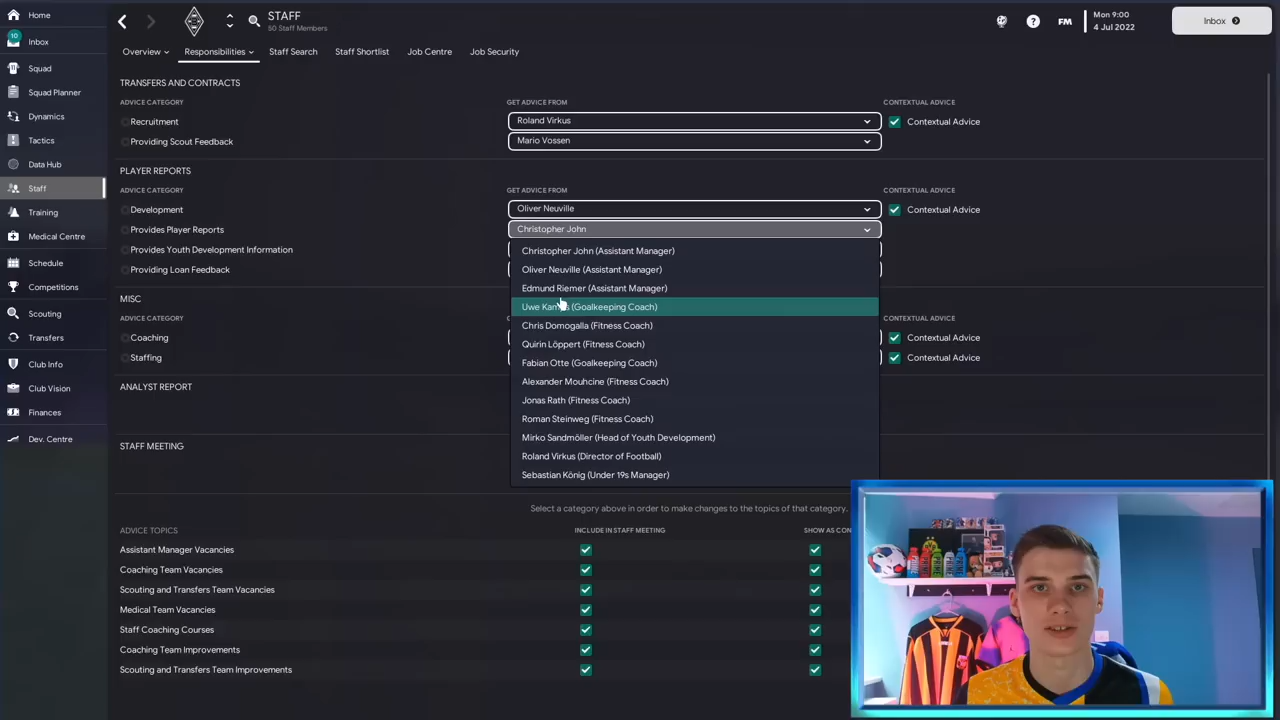 Home
STAFF
50 Staff Members
FM
Mon 9:00
4 Jul 2022
Inbox
10
Inbox
Squad
Squad Planner
Dynamics
Tactics
Data Hub
Staff
Training
Medical Centre
Schedule
Competitions
Scouting
Transfers
Club Info
Club Vision
Finances
Dev. Centre
Overview
Responsibilities
Staff Search
Staff Shortlist
Job Centre
Job Security
TRANSFERS AND CONTRACTS
ADVICE CATEGORY
GET ADVICE FROM
CONTEXTUAL ADVICE
Recruitment
Roland Virkus
Contextual Advice
Providing Scout Feedback
Mario Vossen
PLAYER REPORTS
ADVICE CATEGORY
GET ADVICE FROM
CONTEXTUAL ADVICE
Development
Oliver Neuville
Contextual Advice
Provides Player Reports
Christopher John
Provides Youth Development Information
Providing Loan Feedback
Christopher John (Assistant Manager)
Oliver Neuville (Assistant Manager)
Edmund Riemer (Assistant Manager)
Uwe (Goalkeeping Coach)
Chris Domogalla (Fitness Coach)
Quirin Löppert (Fitness Coach)
Fabian Otte (Goalkeeping Coach)
Alexander Mouhcine (Fitness Coach)
Jonas Rath (Fitness Coach)
Roman Steinweg (Fitness Coach)
Mirko Sandmöller (Head of Youth Development)
Roland Virkus (Director of Football)
Sebastian König (Under 19s Manager)
MISC
ADVICE CATEGORY
CONTEXTUAL ADVICE
Coaching
Contextual Advice
Staffing
Contextual Advice
ANALYST REPORT
STAFF MEETING
Select a category above in order to make changes to the topics of that category.
ADVICE TOPICS
INCLUDE IN STAFF MEETING
SHOW AS CON
Assistant Manager Vacancies
Coaching Team Vacancies
Scouting and Transfers Team Vacancies
Medical Team Vacancies
Staff Coaching Courses
Coaching Team Improvements
Scouting and Transfers Team Improvements